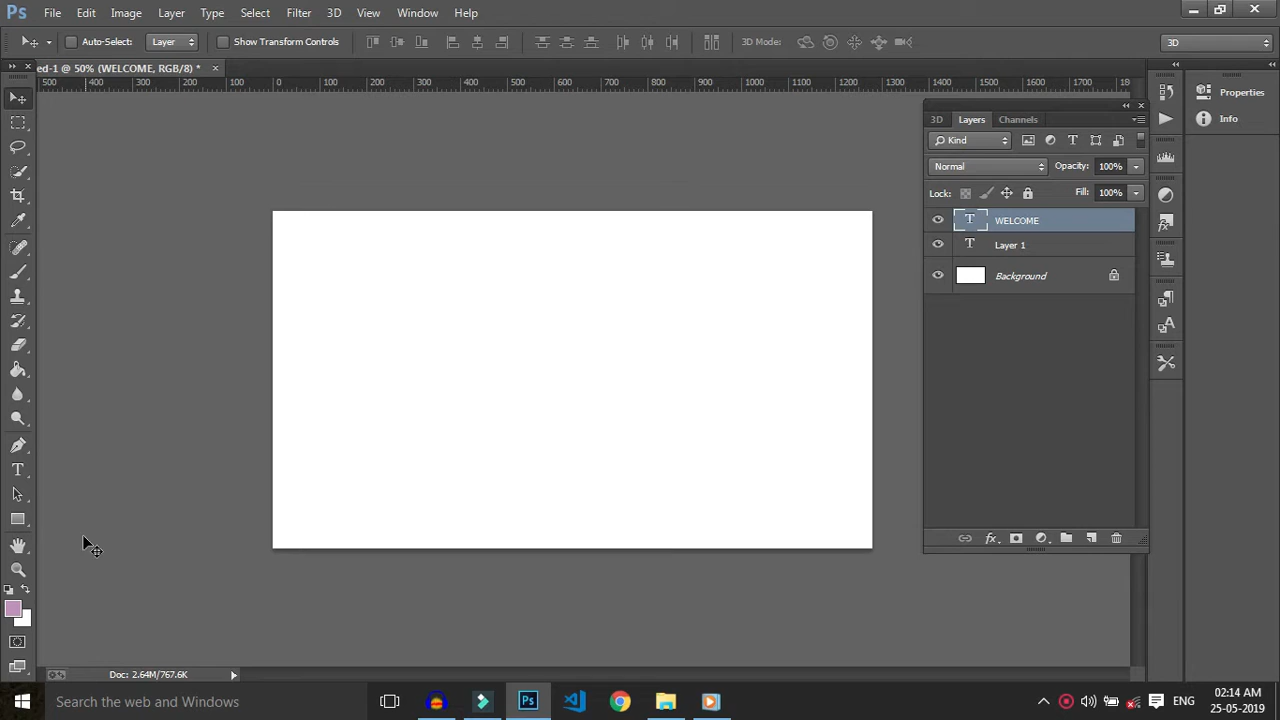 Ps File Edit Image Layer Type Select Filter 3D View Window Help
Auto-Select: Layer Show Transform Controls 3D Mode: 3D
ed-1 @ 50% (WELCOME, RGB/8) *
500 400 300 200 100 0 100 200 300 400 500 600 700 800 900 1000 1100 1200 1300 1400 1500 1600 1700 18
Properties
Info
3D Layers Channels
Kind T
Normal Opacity: 100%
Lock: Fill: 100%
T WELCOME
T Layer 1
Background
fx
T
Doc: 2.64M/767.6K
Search the web and Windows
Ps
ENG
02:14 AM
25-05-2019